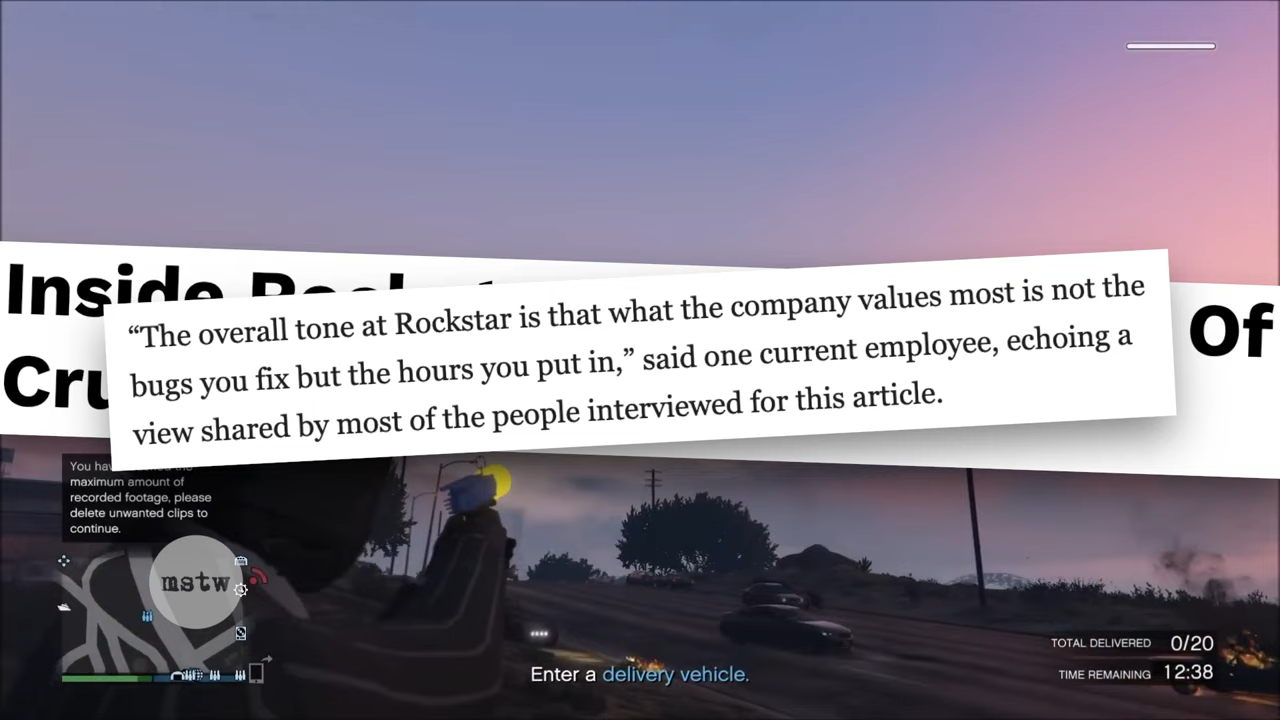 Inside
Of
“The overall tone at Rockstar is that what the company values most is not the
bugs you fix but the hours you put in,” said one current employee, echoing a
view shared by most of the people interviewed for this article.
You
maximum amount of
recorded footage, please
delete unwanted clips to
continue.
mstw
Enter a delivery vehicle.
TOTAL DELIVERED 0/20
TIME REMAINING 12:38